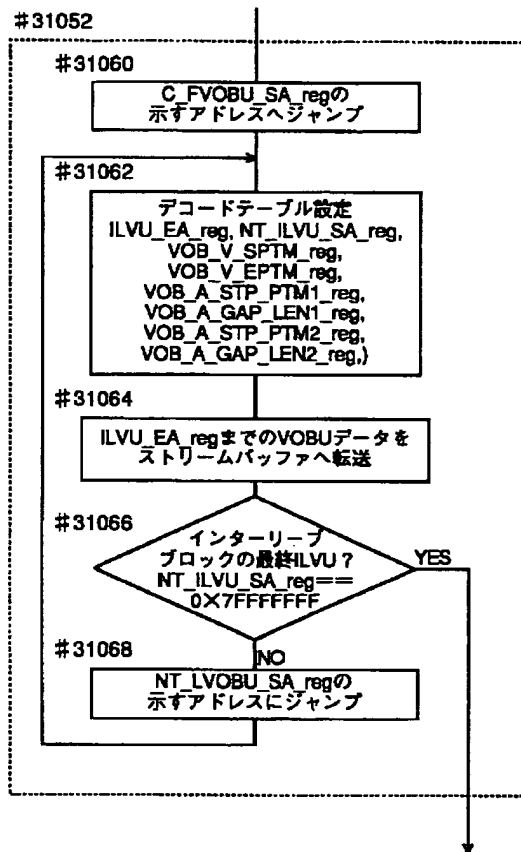 #31052
#31060
C_FVOBU_SA_regの
示すアドレスへジャンプ
#31062
デコードテーブル設定
ILVU_EA_reg, NT_ILVU_SA_reg,
VOB_V_SPTM_reg,
VOB_V_EPTM_reg,
VOB_A_STP_PTM1_reg,
VOB_A_GAP_LEN1_reg,
VOB_A_STP_PTM2_reg,
VOB_A_GAP_LEN2_reg,)
#31064
ILVU_EA_regまでのVOBUデータを
ストリームバッファへ転送
#31066
インターリーブ
ブロックの最終ILVU?
NT_ILVU_SA_reg==
0×7FFFFFFF
YES
#31068
NO
NT_LVOBU_SA_regの
示すアドレスにジャンプ